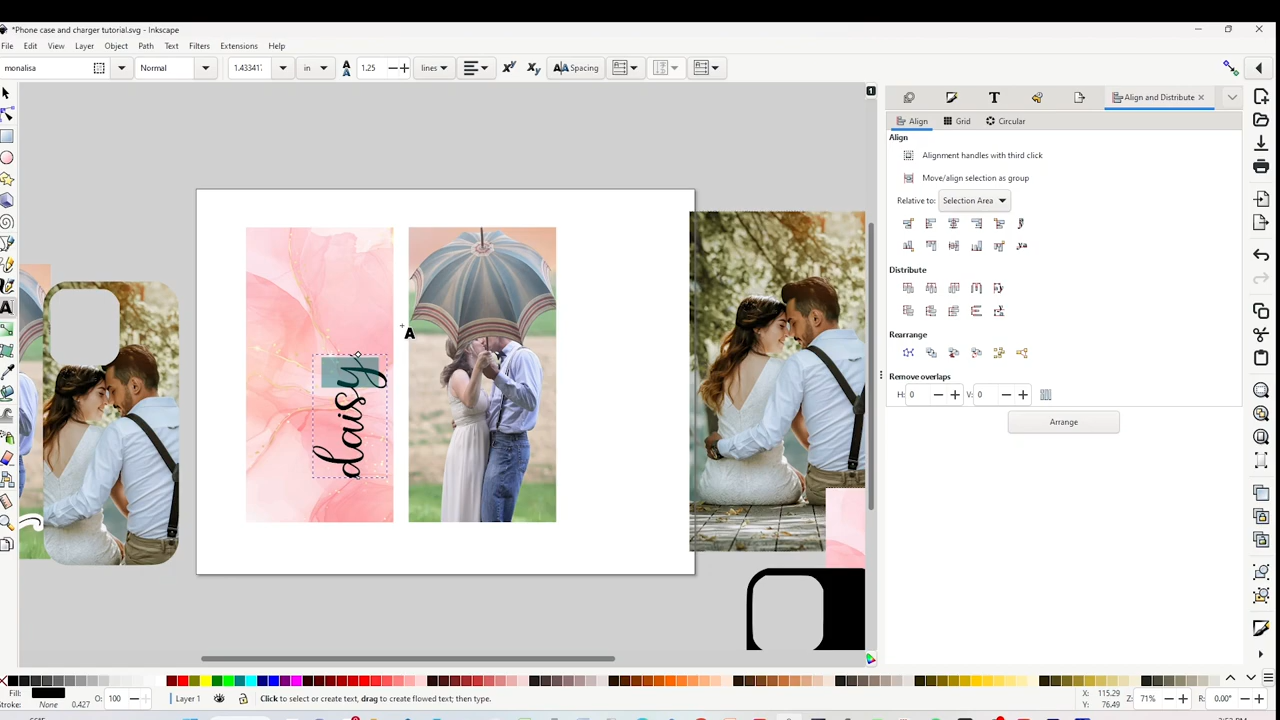 *Phone case and charger tutorial.svg - Inkscape
File Edit View Layer Object Path Text Filters Extensions Help
monalisa Normal 1.433417 in 1.25 lines Spacing
1
Align and Distribute
Align Grid Circular
Align
Alignment handles with third click
Move/align selection as group
Relative to: Selection Area
Distribute
Rearrange
Remove overlaps
H: 0 V: 0
Arrange
daisy
A
Fill:
Stroke: None 0.427
O: 100
Layer 1
Click to select or create text, drag to create flowed text; then type.
X: 115.29
Y: 76.49
Z: 71%
R: 0.00°